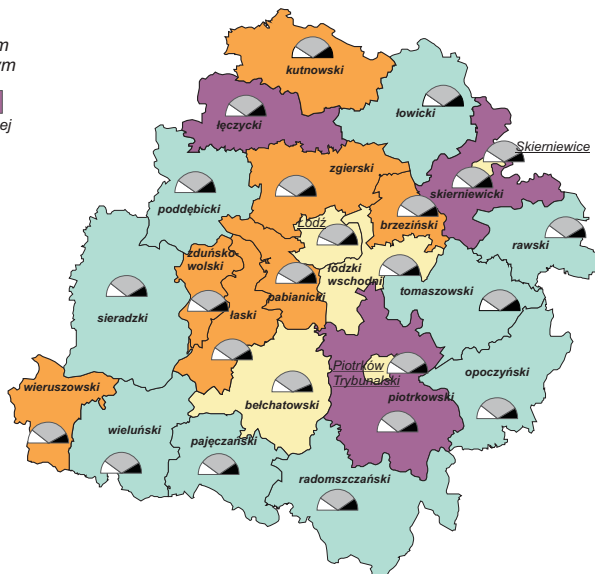 m
ym
ej
kutnowski
łowicki
łęczycki
Skierniewice
zgierski
skierniewicki
poddębicki
Łódź
brzeziński
rawski
zduńsko-
wolski
łódzki
wschodni
pabianicki
tomaszowski
sieradzki
łaski
Piotrków
Trybunalski
opoczyński
wieruszowski
bełchatowski
piotrkowski
wieluński
pajęczański
radomszczański